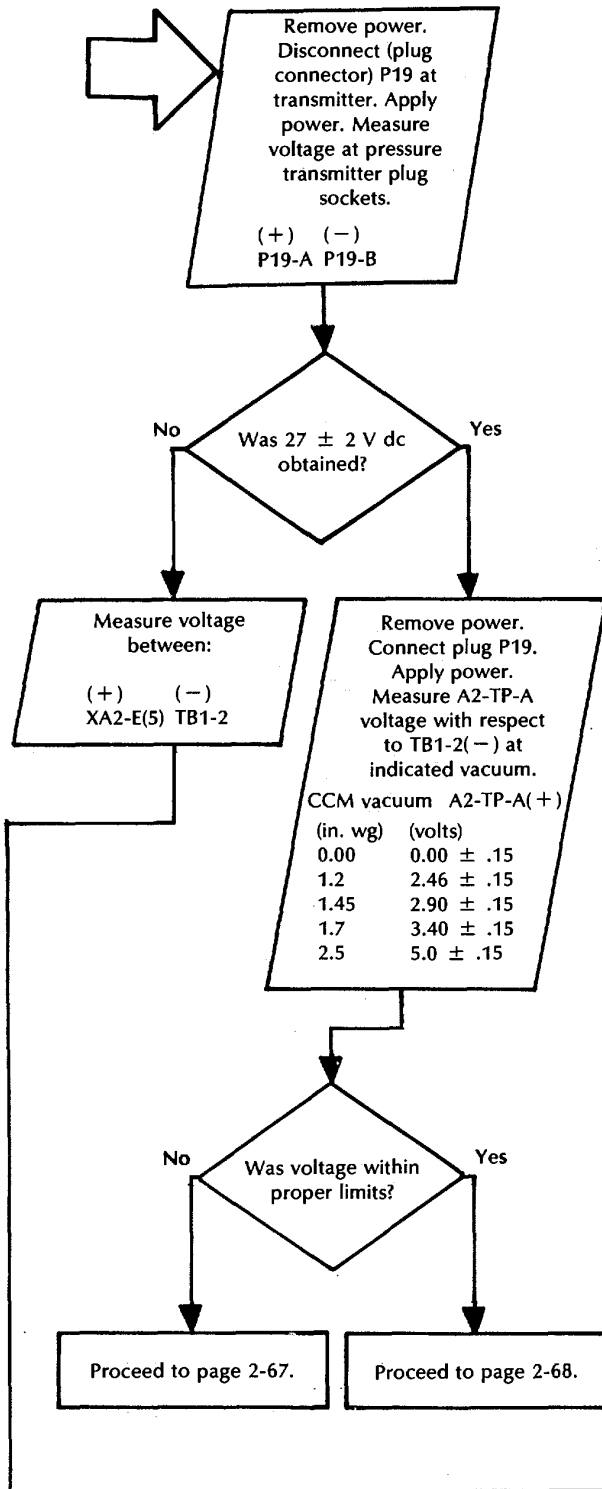 Remove power.
Disconnect (plug
connector) P19 at
transmitter. Apply
power. Measure
voltage at pressure
transmitter plug
sockets.
(+) (−)
P19-A P19-B
Was 27 ± 2 V dc
obtained?
No
Yes
Measure voltage
between:
(+) (−)
XA2-E(5) TB1-2
Remove power.
Connect plug P19.
Apply power.
Measure A2-TP-A
voltage with respect
to TB1-2(−) at
indicated vacuum.
CCM vacuum A2-TP-A(+)
(in. wg) (volts)
0.00 0.00 ± .15
1.2 2.46 ± .15
1.45 2.90 ± .15
1.7 3.40 ± .15
2.5 5.0 ± .15
Was voltage within
proper limits?
No
Yes
Proceed to page 2-67.
Proceed to page 2-68.